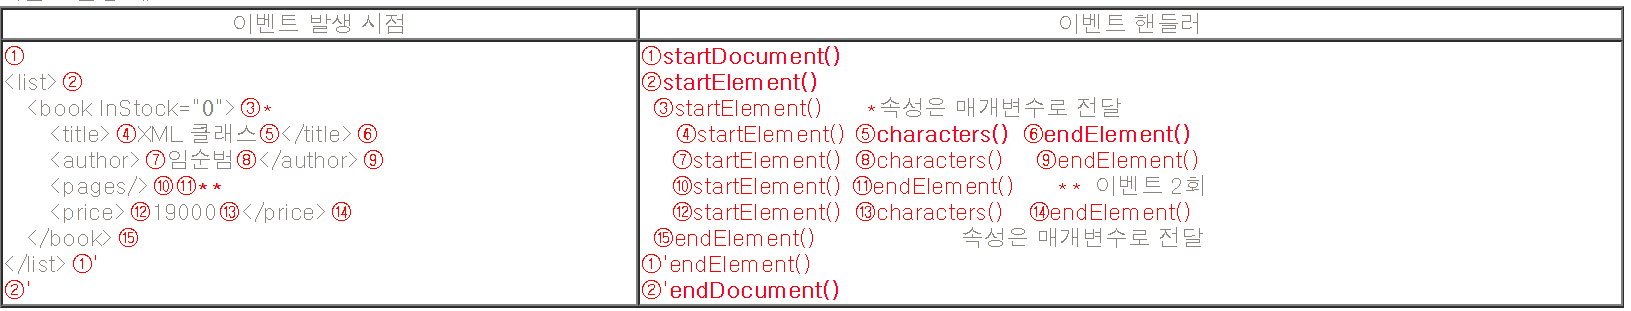 이벤트 발생 시점 이벤트 핸들러
① ①startDocument()
<list>② ②startElement()
<book InStock="0">③* ③startElement() *속성은 매개변수로 전달
<title>④XML 클래스⑤</title>⑥ ④startElement() ⑤characters() ⑥endElement()
<author>⑦임순범⑧</author>⑨ ⑦startElement() ⑧characters() ⑨endElement()
<pages/>⑩⑪** ⑩startElement() ⑪endElement() ** 이벤트 2회
<price>⑫19000⑬</price>⑭ ⑫startElement() ⑬characters() ⑭endElement()
</book>⑮ ⑮endElement() 속성은 매개변수로 전달
</list>①' ①'endElement()
②' ②'endDocument()